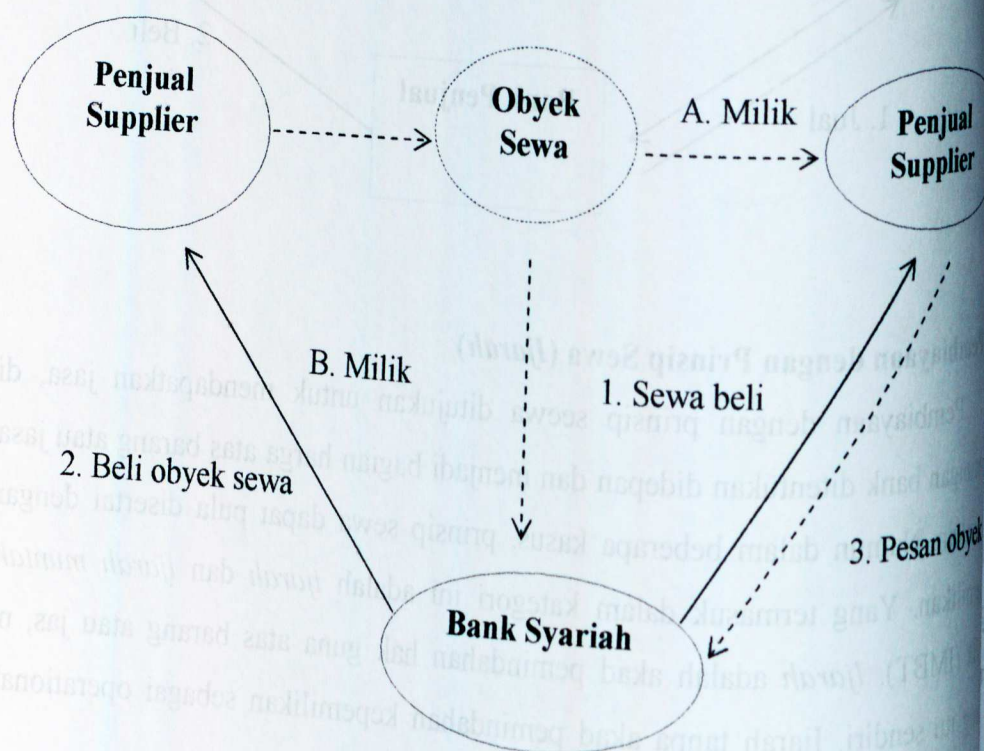 Penjual
Supplier
Obyek
Sewa
A. Milik
Penjual
Supplier
B. Milik
1. Sewa beli
2. Beli obyek sewa
3. Pesan obyek
Bank Syariah